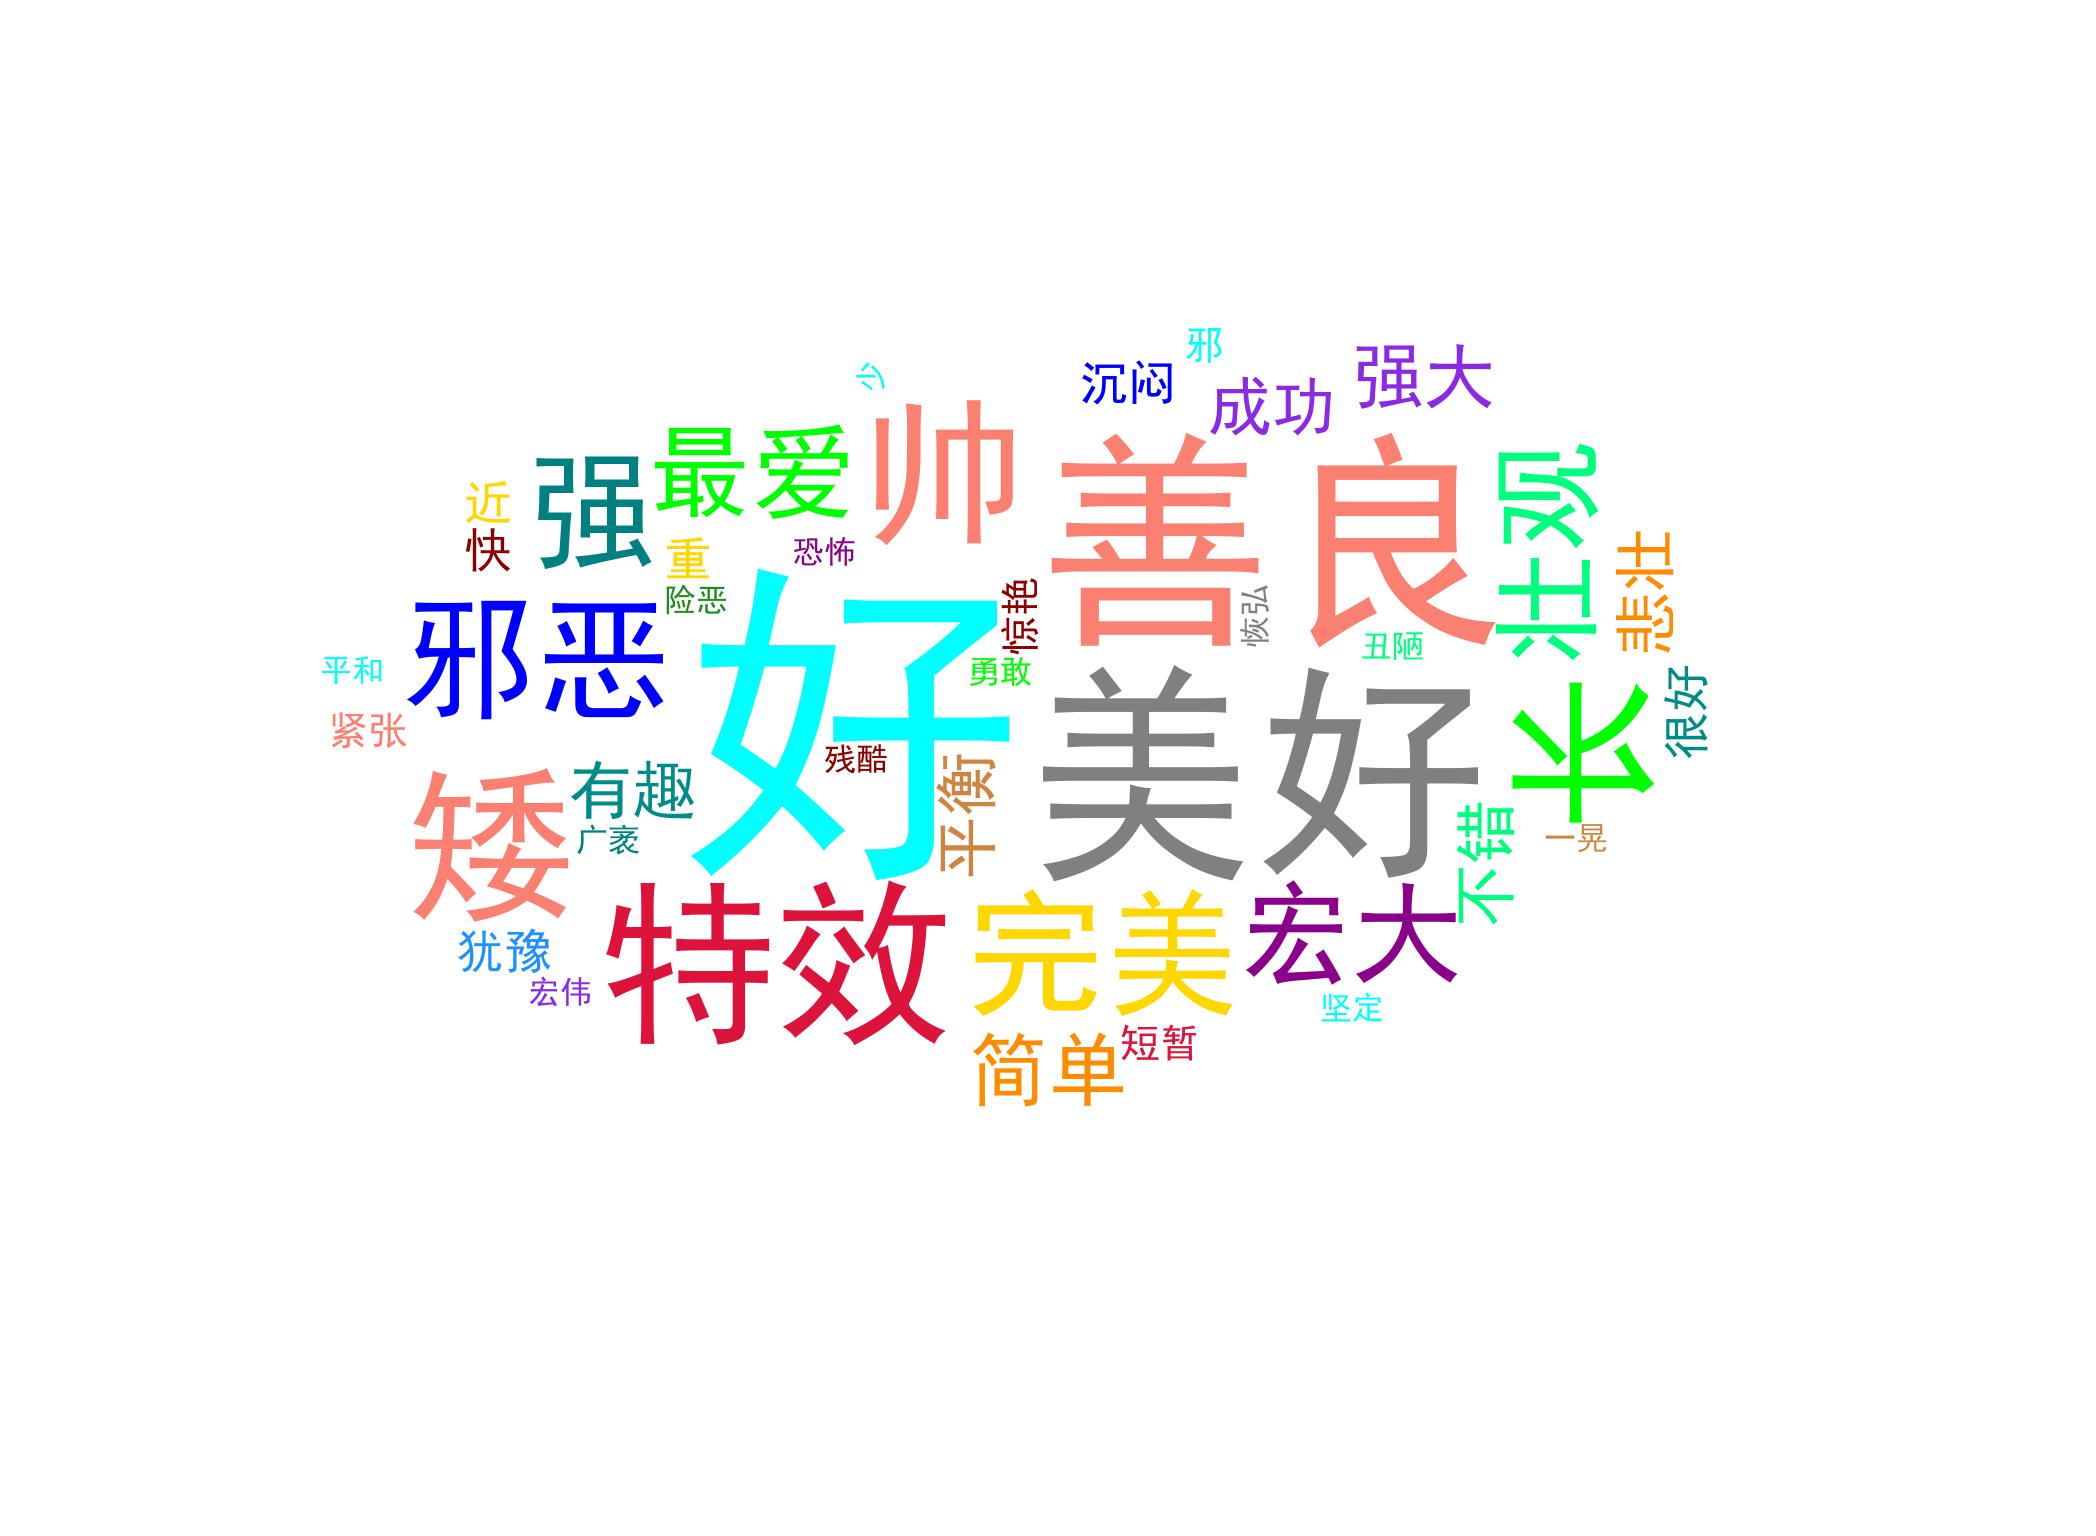 邪
少
沉闷
成功
强大
最爱
帅
强
善良
壮观
近
快
重
恐怖
险恶
悲壮
惊艳
恢弘
邪恶
好
勇敢
丑陋
平和
紧张
美好
长
很好
残酷
平衡
有趣
矮
广袤
不错
一晃
特效
完美
宏大
犹豫
宏伟
坚定
简单
短暂